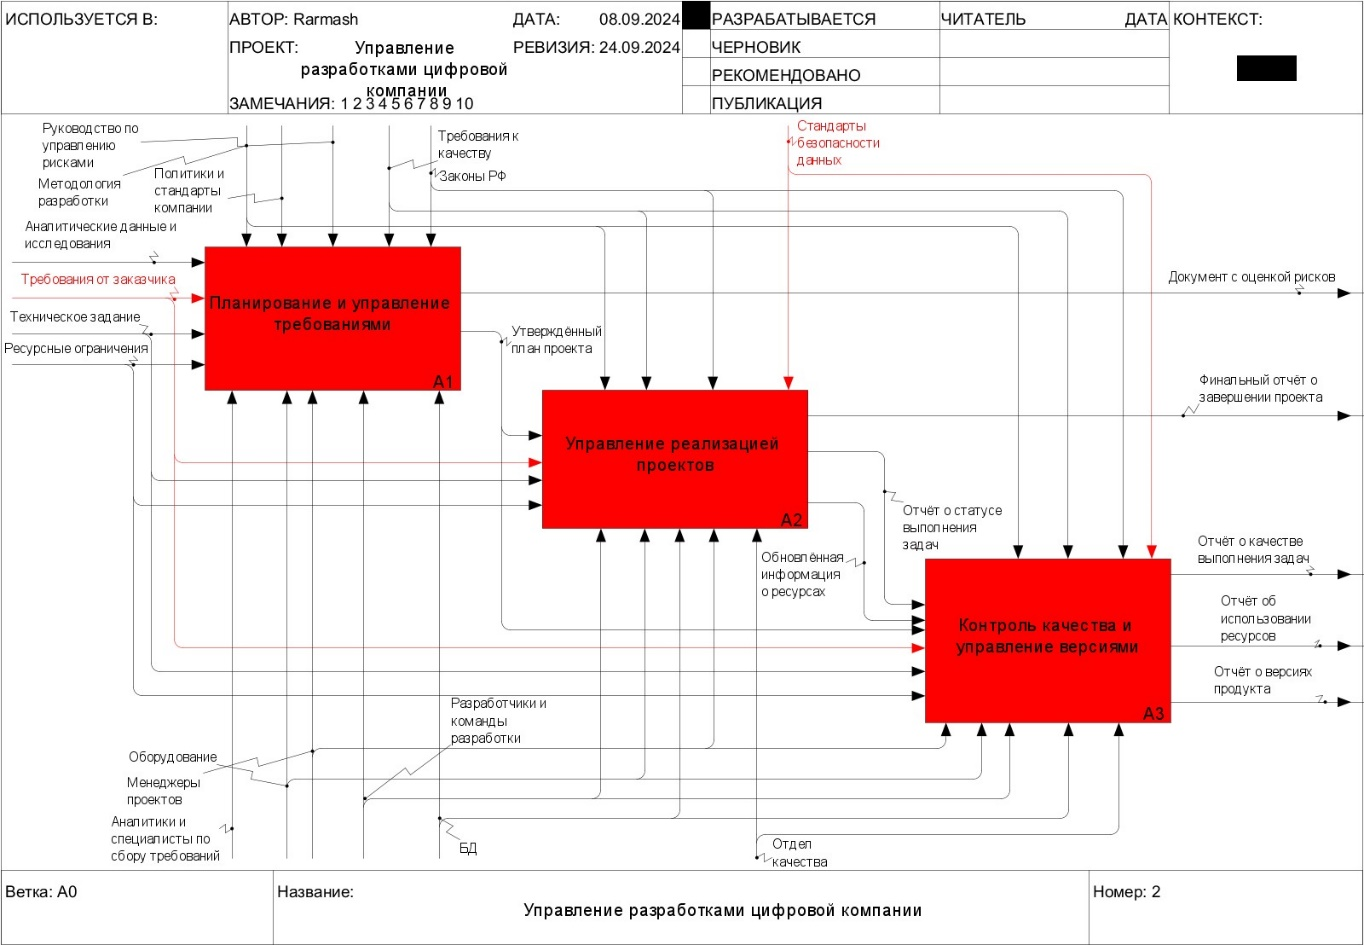 ИСПОЛЬЗУЕТСЯ В:
АВТОР: Rarmash
ДАТА: 08.09.2024
РАЗРАБАТЫВАЕТСЯ
ЧИТАТЕЛЬ
ДАТА
КОНТЕКСТ:
ПРОЕКТ: Управление
разработками цифровой
компании
РЕВИЗИЯ: 24.09.2024
ЧЕРНОВИК
РЕКОМЕНДОВАНО
ЗАМЕЧАНИЯ: 1 2 3 4 5 6 7 8 9 10
ПУБЛИКАЦИЯ
Руководство по
управлению
рисками
Методология
разработки
Политики и
стандарты
компании
Требования к
качеству
Законы РФ
Стандарты
безопасности
данных
Аналитические данные и
исследования
Требования от заказчика
Техническое задание
Ресурсные ограничения
Планирование и управление
требованиями
A1
Документ с оценкой рисков
Утверждённый
план проекта
Финальный отчёт о
завершении проекта
Управление реализацией
проектов
A2
Отчёт о статусе
выполнения
задач
Обновлённая
информация
о ресурсах
Отчёт о качестве
выполнения задач
Отчёт об
использовании
ресурсов
Отчёт о версиях
продукта
Контроль качества и
управление версиями
A3
Разработчики и
команды
разработки
Оборудование
Менеджеры
проектов
Аналитики и
специалисты по
сбору требований
БД
Отдел
качества
Ветка: A0
Название:
Управление разработками цифровой компании
Номер: 2